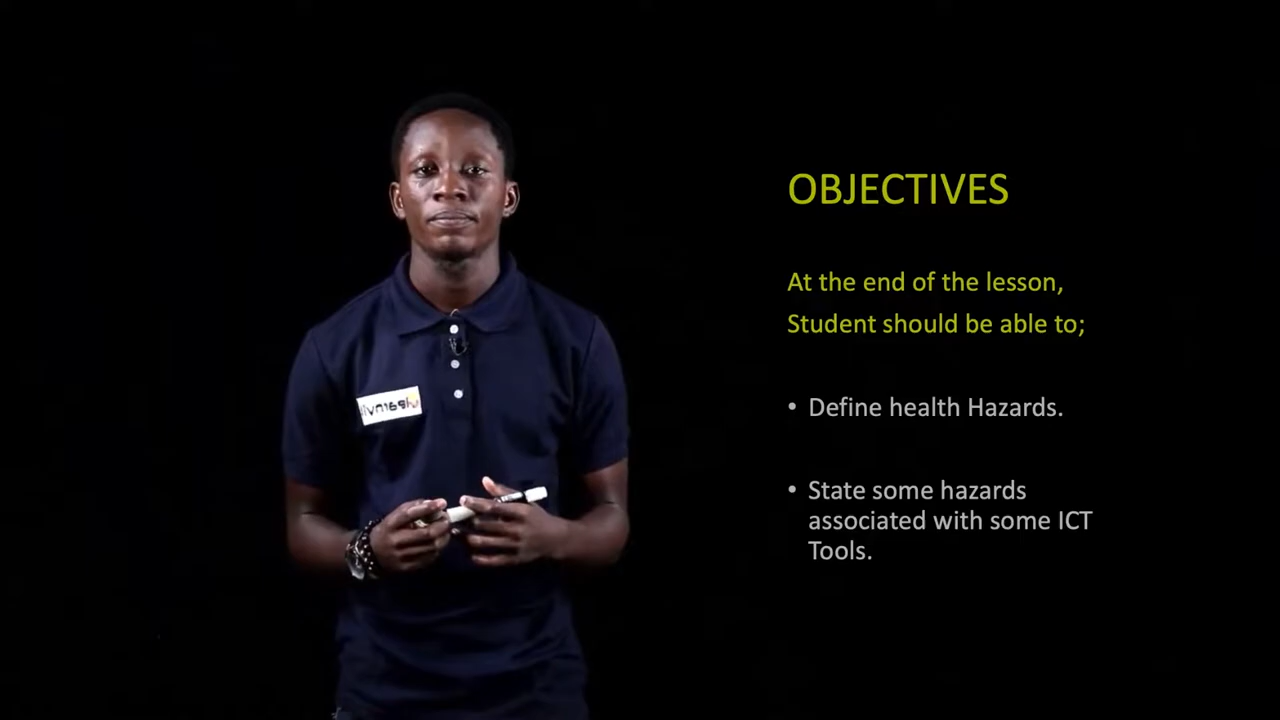 OBJECTIVES
At the end of the lesson,
Student should be able to;
• Define health Hazards.
• State some hazards
associated with some ICT
Tools.